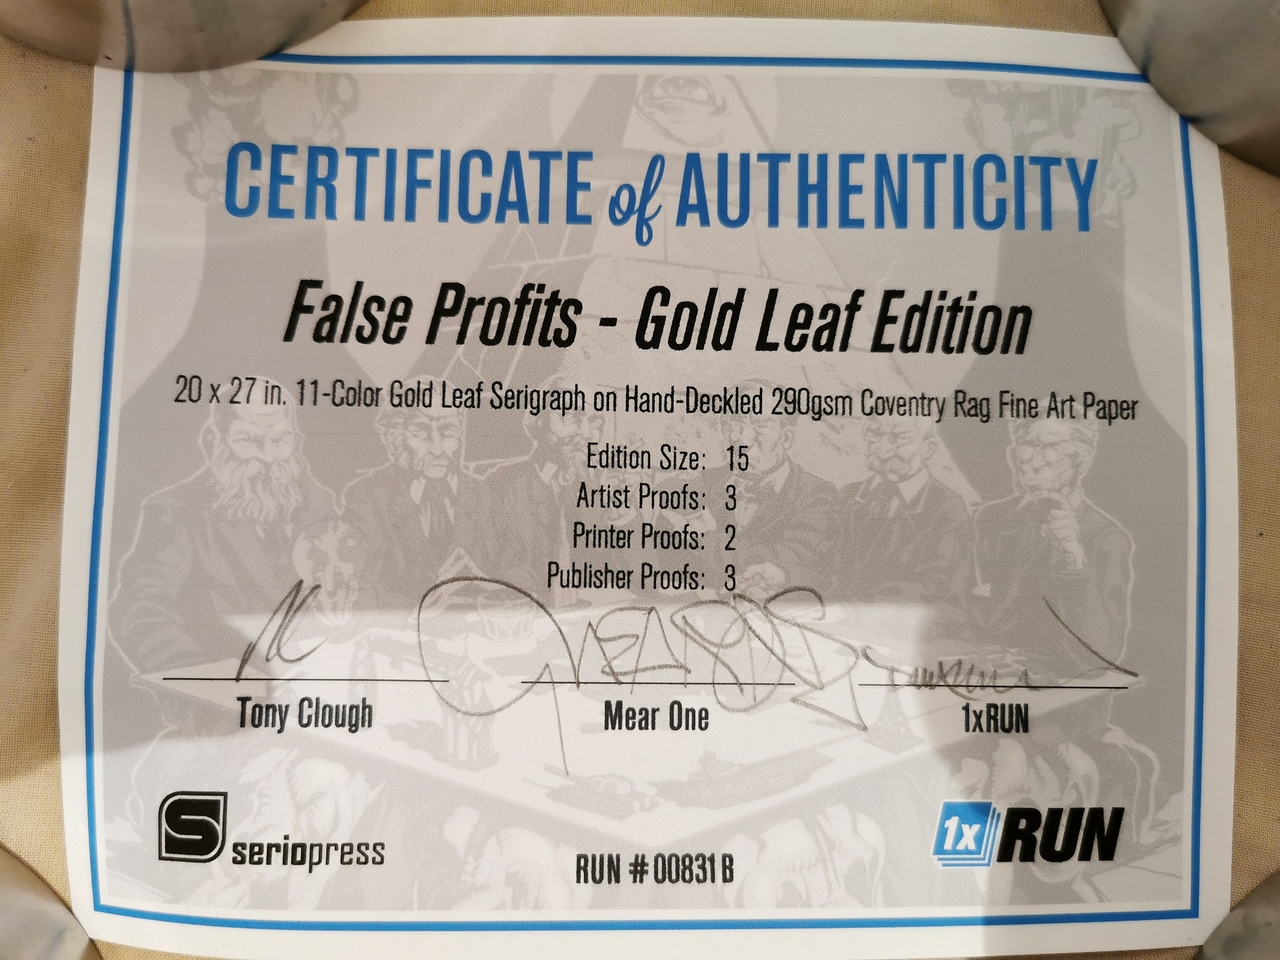 CERTIFICATE of AUTHENTICITY
False Profits - Gold Leaf Edition
20 x 27 in. 11-Color Gold Leaf Serigraph on Hand-Deckled 290gsm Coventry Rag Fine Art Paper
Edition Size: 15
Artist Proofs: 3
Printer Proofs: 2
Publisher Proofs: 3
Tony Clough
Mear One
1xRUN
S seriopress
RUN # 00831 B
1x RUN